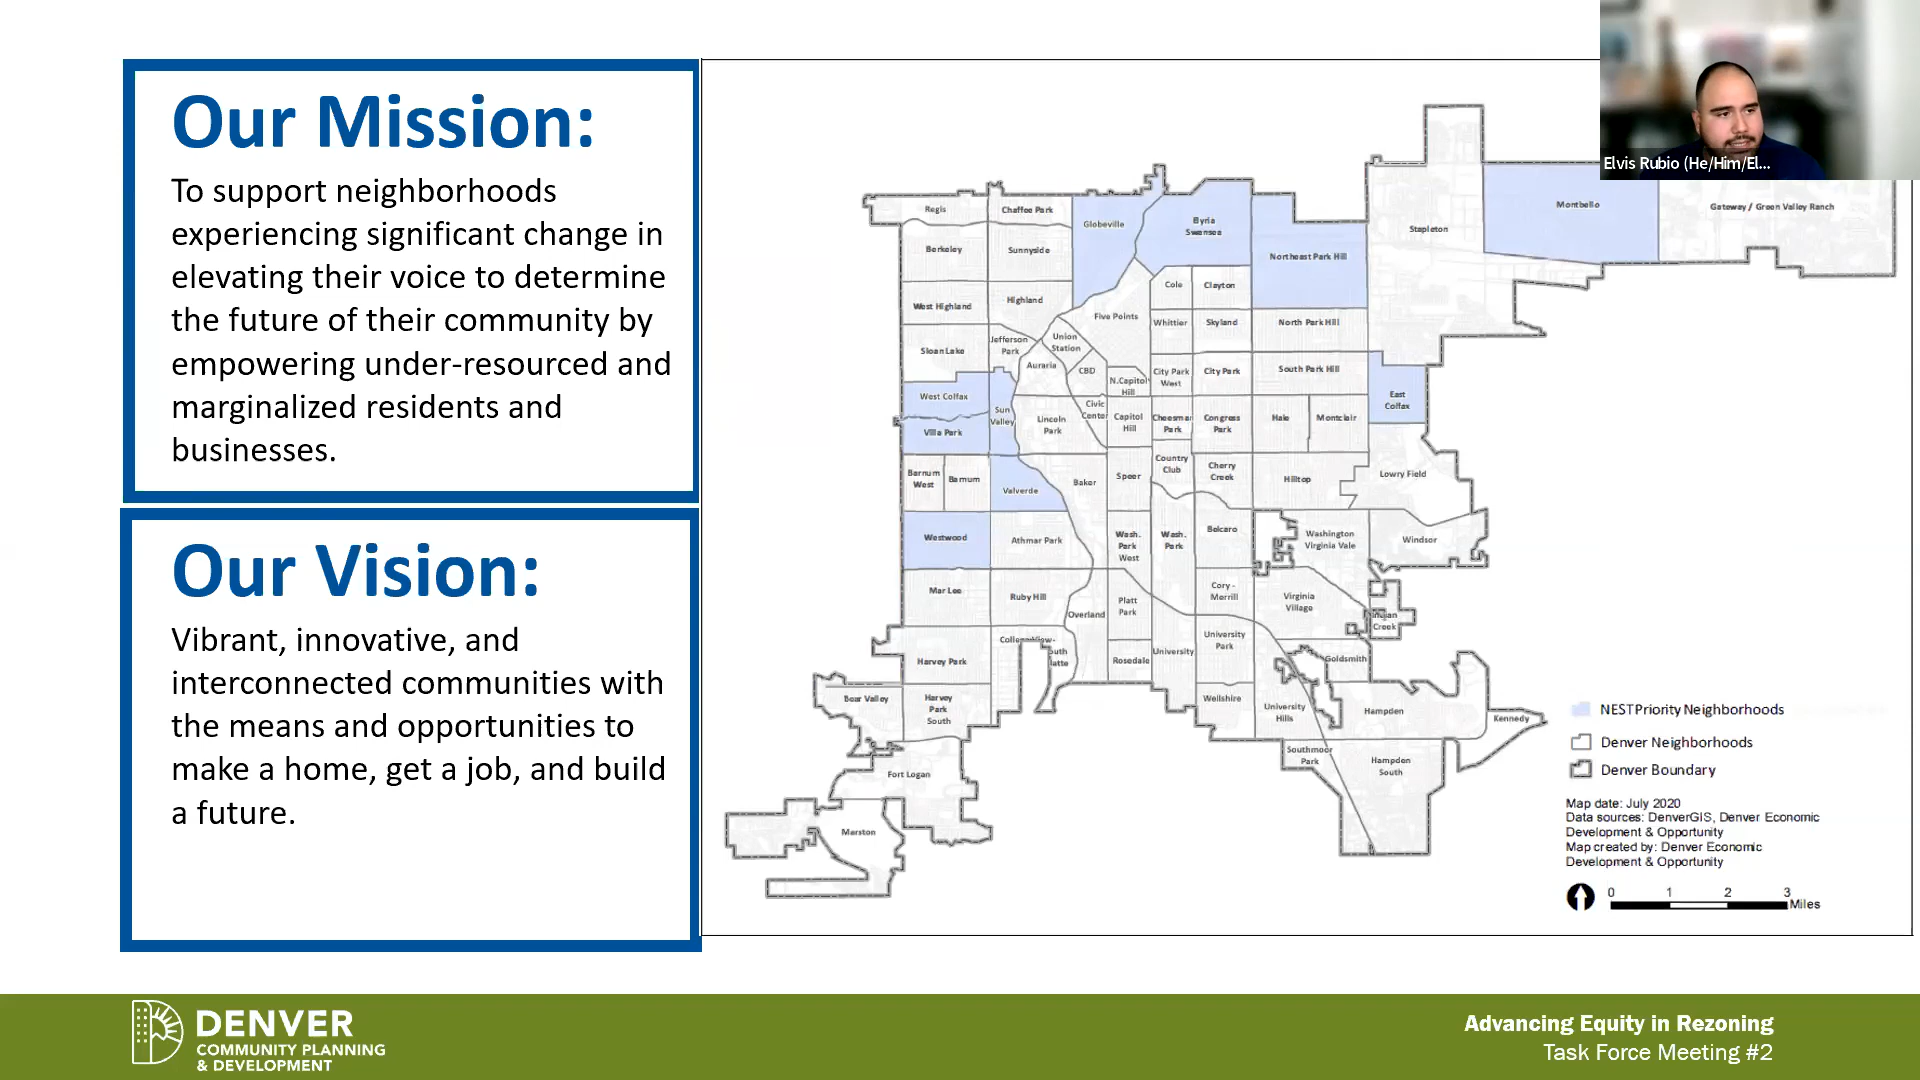 Our Mission:
To support neighborhoods
experiencing significant change in
elevating their voice to determine
the future of their community by
empowering under-resourced and
marginalized residents and
businesses.
Our Vision:
Vibrant, innovative, and
interconnected communities with
the means and opportunities to
make a home, get a job, and build
a future.
Elvis Rubio (He/Him/El...
Montbello
Gateway / Green Valley Ranch
Regis
Chaffee Park
Globeville
Elyria
Swansea
Stapleton
Berkeley
Sunnyside
Northeast Park Hill
Cole
Clayton
West Highland
Highland
Five Points
Whittier
Skyland
North Park Hill
Sloan Lake
Jefferson
Park
Union
Station
Auraria
CBD
N.Capitol
Hill
City Park
West
City Park
South Park Hill
West Colfax
Sun
Valley
Lincoln
Park
Civic
Center
Capitol
Hill
Cheesman
Park
Congress
Park
Hale
Montclair
East
Colfax
Villa Park
Barnum
West
Barnum
Valverde
Baker
Speer
Country
Club
Cherry
Creek
Hilltop
Lowry Field
Westwood
Athmar Park
Wash.
Park
West
Wash.
Park
Belcaro
Washington
Virginia Vale
Windsor
Mar Lee
Ruby Hill
Overland
Platt
Park
Cory -
Merrill
Virginia
Village
Indian
Creek
Harvey Park
College View-
South
Platte
Rosedale
University
University
Park
Goldsmith
Bear Valley
Harvey
Park
South
Wellshire
University
Hills
Hampden
Kennedy
Fort Logan
Southmoor
Park
Hampden
South
Marston
NESTPriority Neighborhoods
Denver Neighborhoods
Denver Boundary
Map date: July 2020
Data sources: DenverGIS, Denver Economic
Development & Opportunity
Map created by: Denver Economic
Development & Opportunity
0 1 2 3
Miles
DENVER
COMMUNITY PLANNING
& DEVELOPMENT
Advancing Equity in Rezoning
Task Force Meeting #2